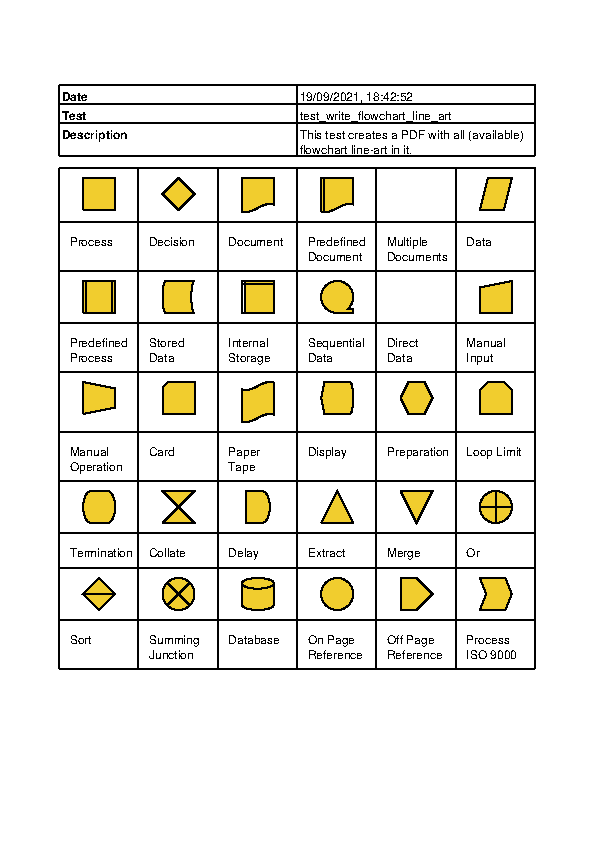 Date 19/09/2021, 18:42:52
Test test_write_flowchart_line_art
Description This test creates a PDF with all (available)
flowchart line-art in it.
Process Decision Document Predefined Multiple Data
Document Documents
Predefined Stored Internal Sequential Direct Manual
Process Data Storage Data Data Input
Manual Card Paper Display Preparation Loop Limit
Operation Tape
Termination Collate Delay Extract Merge Or
Sort Summing Database On Page Off Page Process
Junction Reference Reference ISO 9000